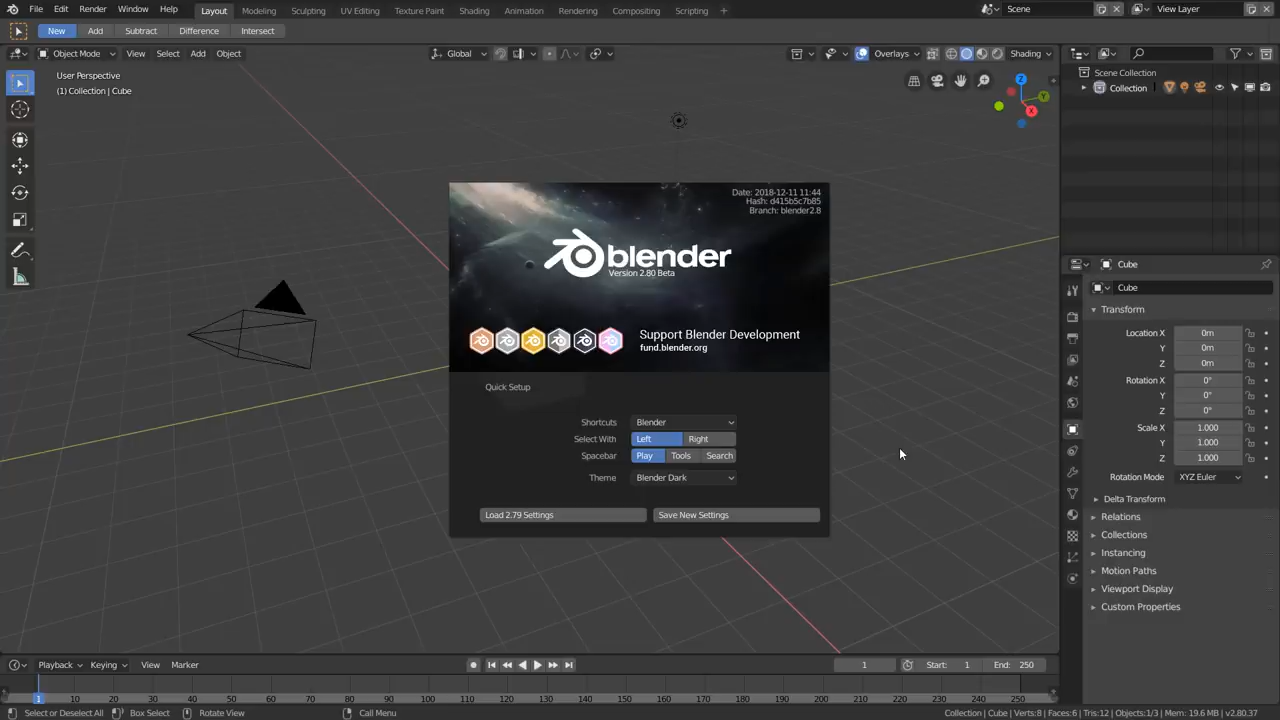 File Edit Render Window Help Layout Modeling Sculpting UV Editing Texture Paint Shading Animation Rendering Compositing Scripting + Scene View Layer
New Add Subtract Difference Intersect
Object Mode View Select Add Object Global Overlays Shading
User Perspective
(1) Collection | Cube
Z
Y
X
Scene Collection
Collection
Date: 2018-12-11 11:44
Hash: d415b5c7b85
Branch: blender2.8
blender
Version 2.80 Beta
Support Blender Development
fund.blender.org
Quick Setup
Shortcuts Blender
Select With Left Right
Spacebar Play Tools Search
Theme Blender Dark
Load 2.79 Settings Save New Settings
Cube
Cube
Transform
Location X 0m
Y 0m
Z 0m
Rotation X 0°
Y 0°
Z 0°
Scale X 1.000
Y 1.000
Z 1.000
Rotation Mode XYZ Euler
Delta Transform
Relations
Collections
Instancing
Motion Paths
Viewport Display
Custom Properties
Playback Keying View Marker 1 Start: 1 End: 250
1 10 20 30 40 50 60 70 80 90 100 110 120 130 140 150 160 170 180 190 200 210 220 230 240 250
Select or Deselect All Box Select Rotate View Call Menu Collection | Cube | Verts:8 | Faces:6 | Tris:12 | Objects:1/3 | Mem: 19.6 MB | v2.80.37